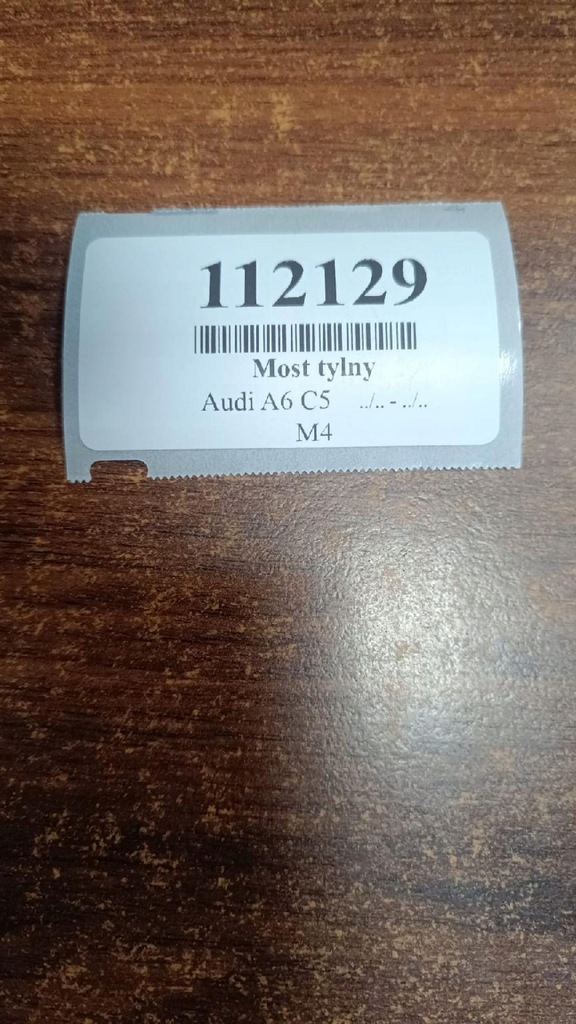 112129
Most tylny
Audi A6 C5 ../.. - ../..
M4